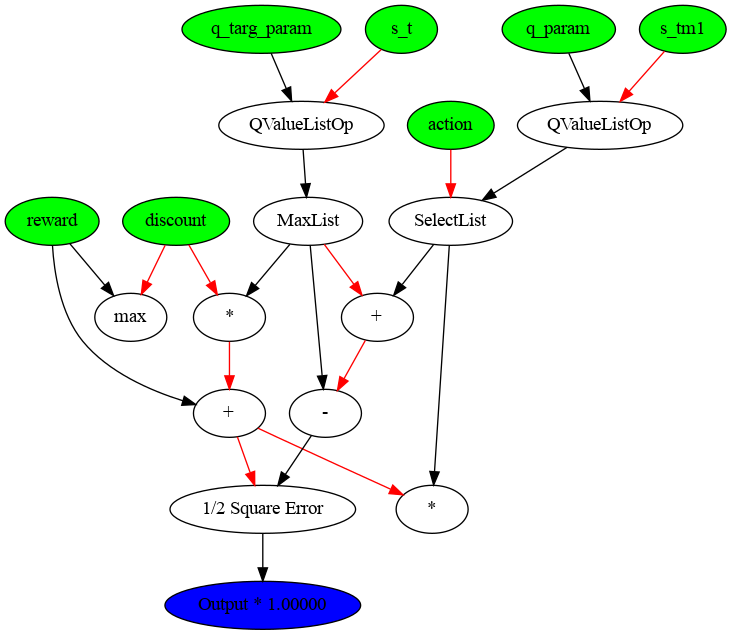 q_targ_param
s_t
q_param
s_tm1
QValueListOp
action
QValueListOp
reward
discount
MaxList
SelectList
max
*
+
+
-
1/2 Square Error
*
Output * 1.00000